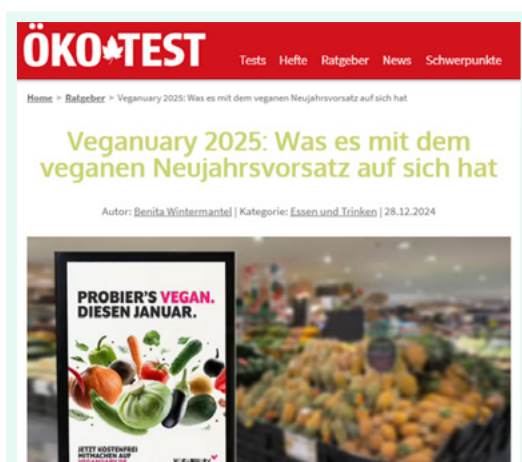 ÖKO TEST
Tests Hefte Ratgeber News Schwerpunkte
Home > Ratgeber > Veganuary 2025: Was es mit dem veganen Neujahrsvorsatz auf sich hat
Veganuary 2025: Was es mit dem
veganen Neujahrsvorsatz auf sich hat
Autor: Benita Wintermantel | Kategorie: Essen und Trinken | 28.12.2024
PROBIER'S VEGAN.
DIESEN JANUAR.
JETZT KOSTENFREI
MITMACHEN AUF